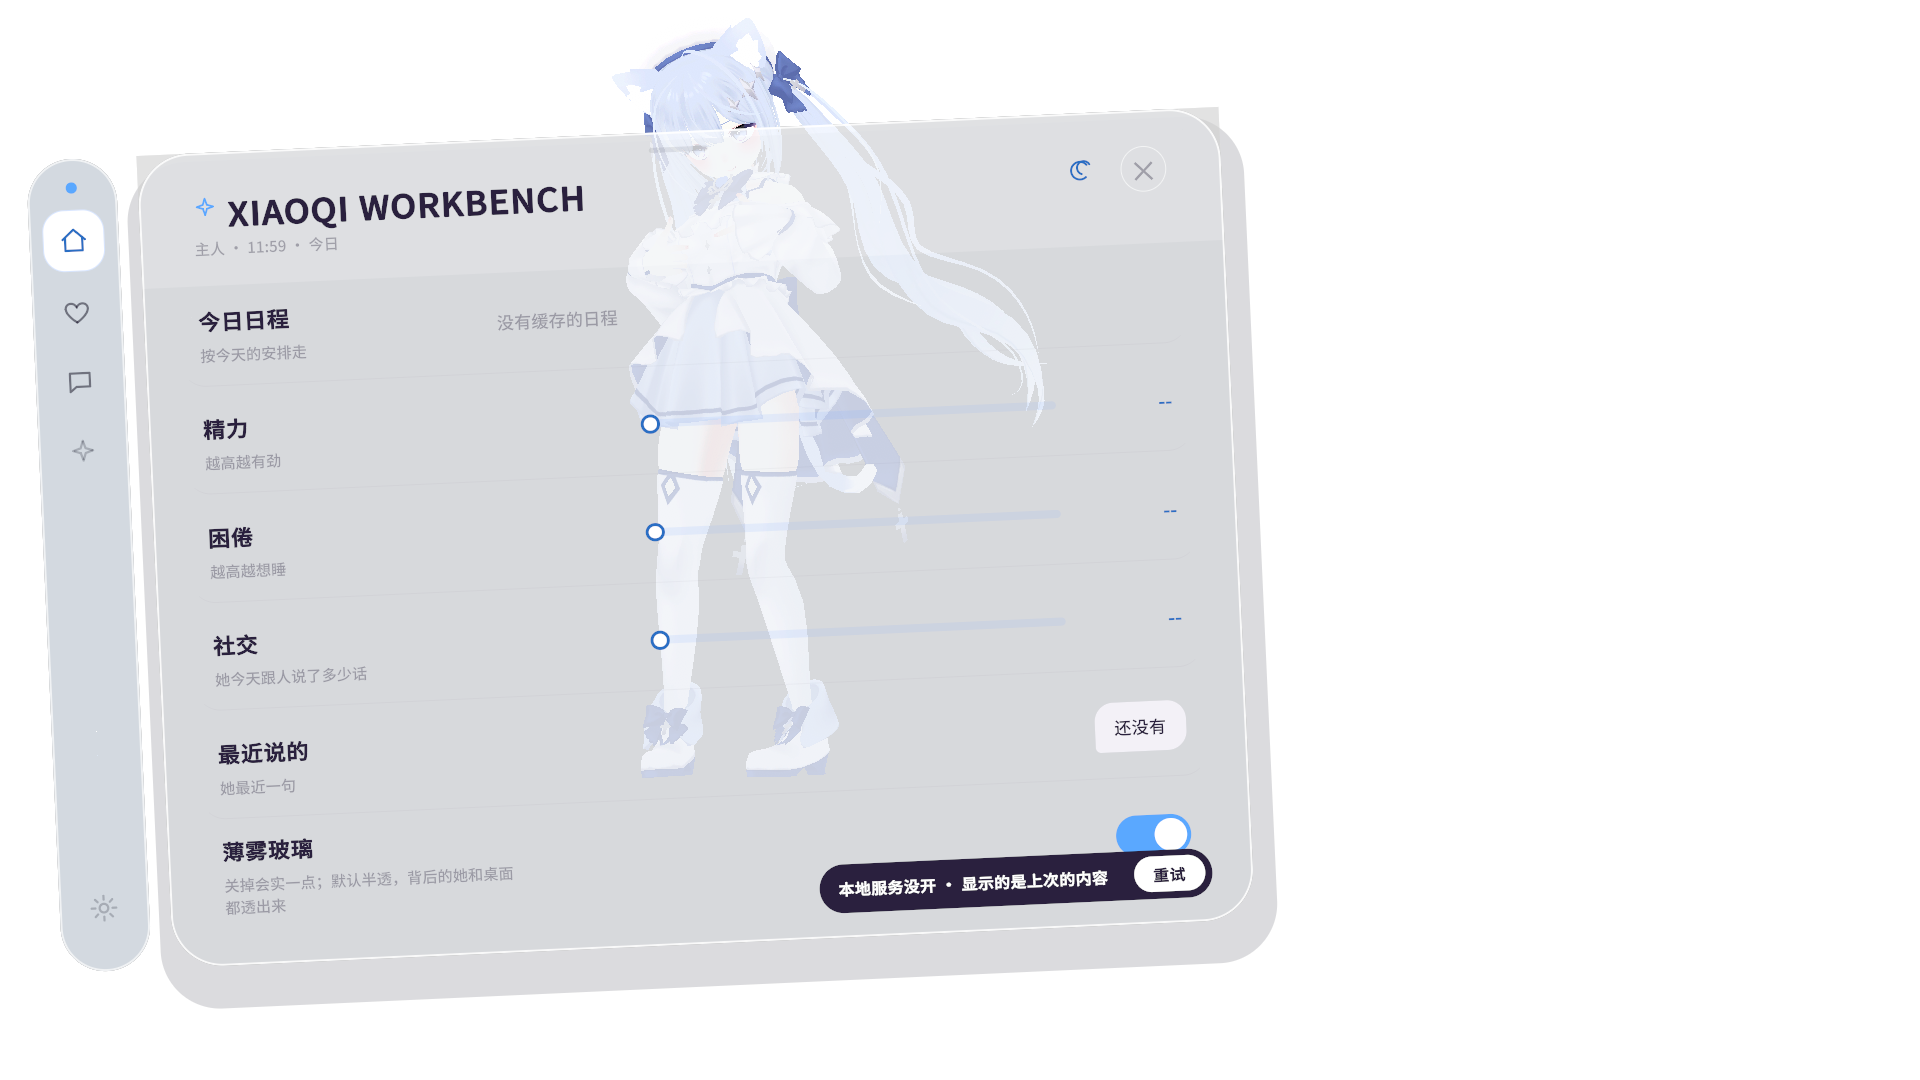 XIAOQI WORKBENCH
主人 · 11:59 · 今日
今日日程
没有缓存的日程
按今天的安排走
精力
--
越高越有劲
困倦
--
越高越想睡
社交
--
她今天跟人说了多少话
最近说的
还没有
她最近一句
薄雾玻璃
关掉会实一点；默认半透，背后的她和桌面
都透出来
本地服务没开 · 显示的是上次的内容
重试